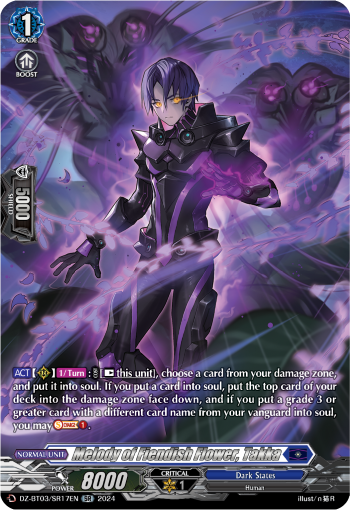 1
GRADE
BOOST
5000
SHIELD
ACT【 】 1/Turn : [ this unit], choose a card from your damage zone,
and put it into soul. If you put a card into soul, put the top card of your
deck into the damage zone face down, and if you put a grade 3 or
greater card with a different card name from your vanguard into soul,
you may DMG 1 .
NORMAL UNIT
Melody of Fiendish Flower, Takka
POWER 8000
CRITICAL
1
Dark States
Human
D DZ-BT03/SR17EN SR 2024
illust/п猫R